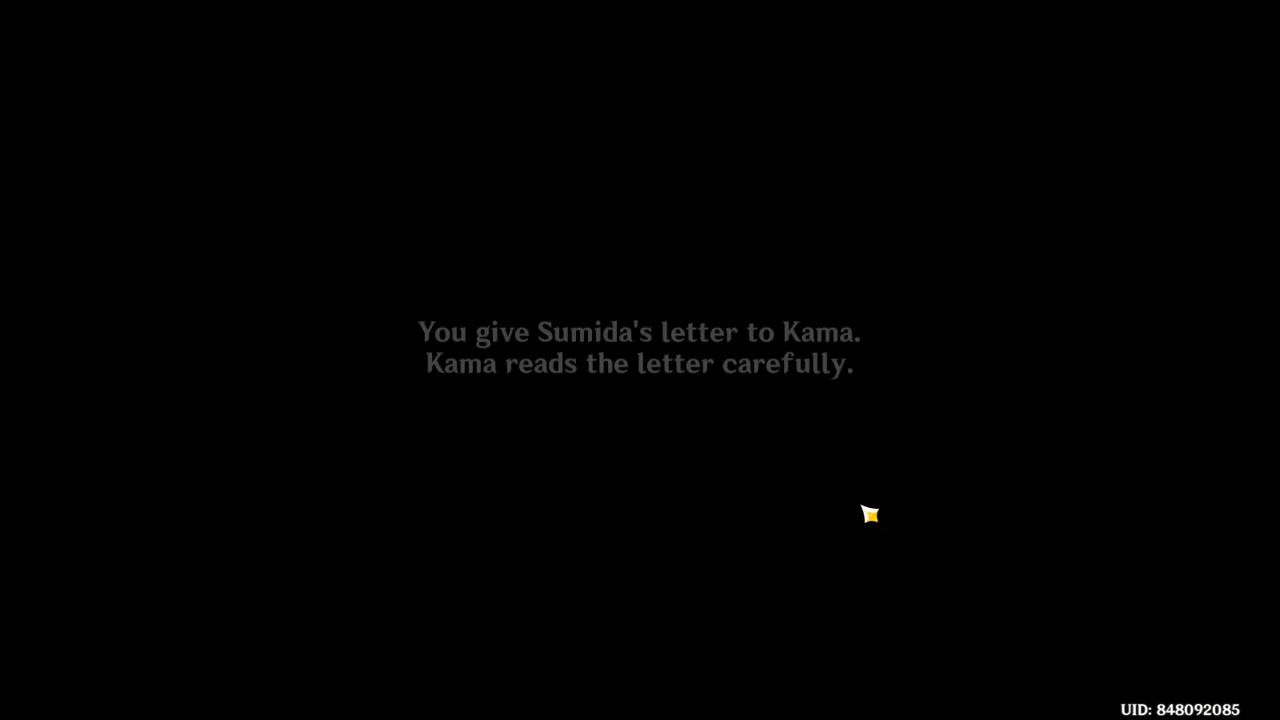 You give Sumida's letter to Kama.
Kama reads the letter carefully.
UID: 848092085